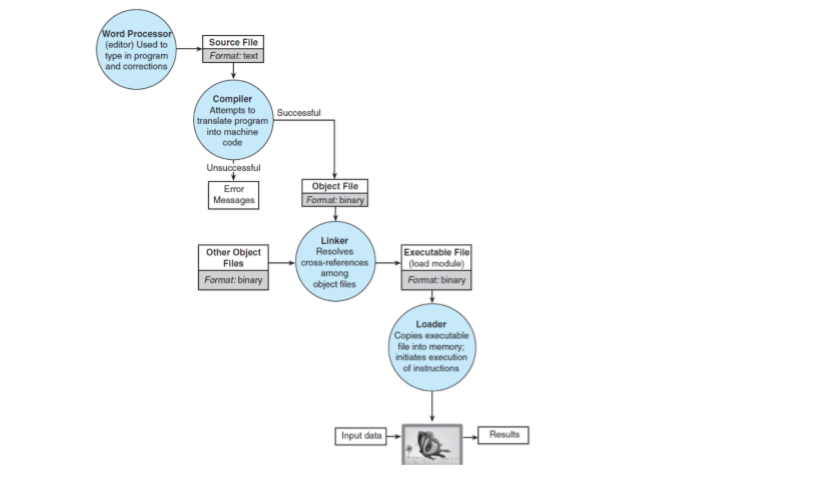 Word Processor
(editor) Used to
type in program
and corrections
Source File
Format: text
Compiler
Attempts to
translate program
into machine
code
Successful
Unsuccessful
Error
Messages
Object File
Format: binary
Other Object
Files
Format: binary
Linker
Resolves
cross-references
among
object files
Executable File
(load module)
Format: binary
Loader
Copies executable
file into memory;
initiates execution
of instructions
Input data
Results